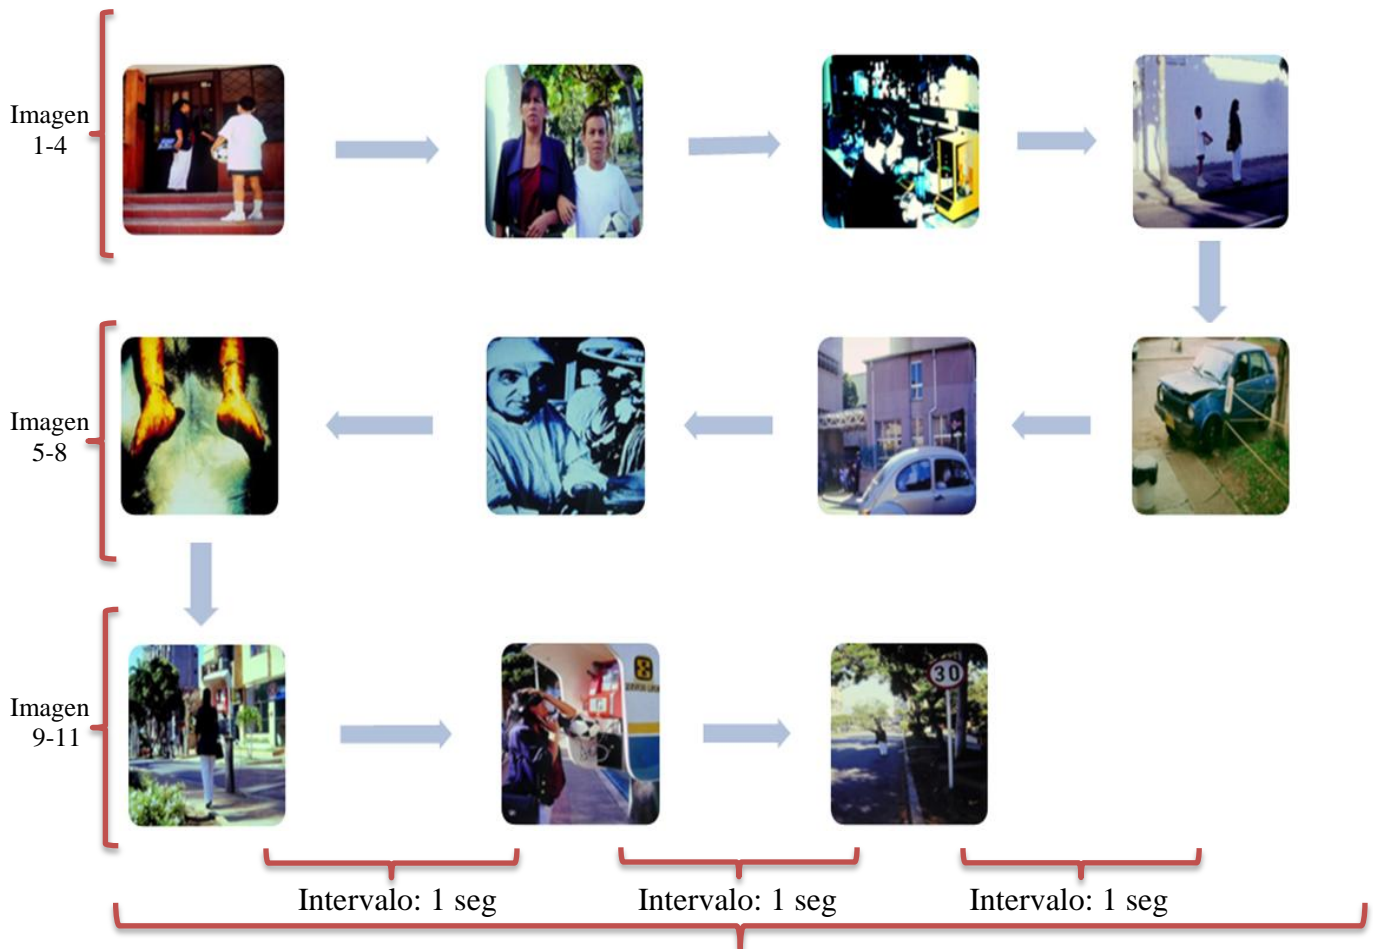 Imagen
1-4
Imagen
5-8
Imagen
9-11
30
8
Intervalo: 1 seg
Intervalo: 1 seg
Intervalo: 1 seg